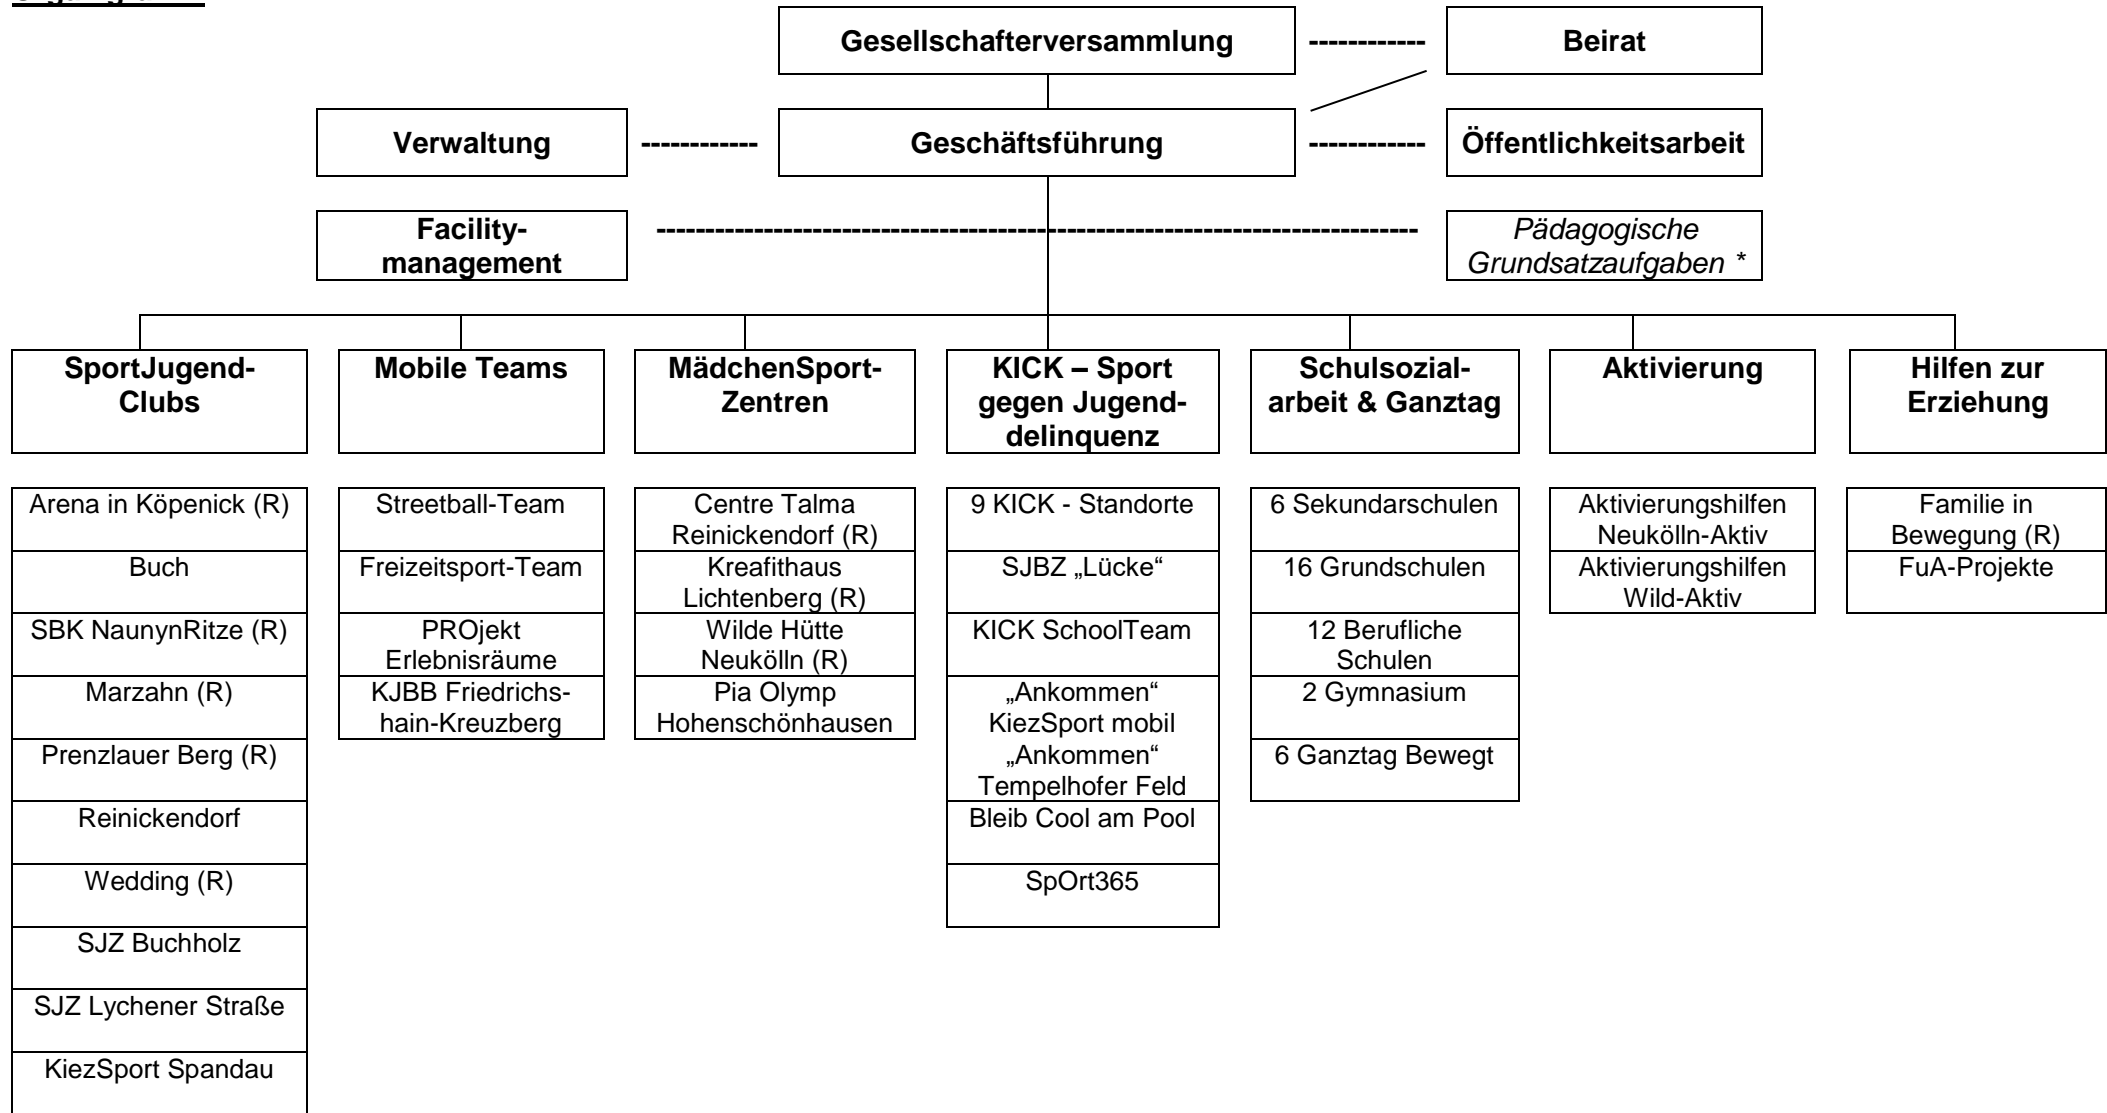 Gesellschafterversammlung ------------ Beirat
Verwaltung ------------ Geschäftsführung ------------ Öffentlichkeitsarbeit
Facility-
management
Pädagogische
Grundsatzaufgaben *
SportJugend-
Clubs
Mobile Teams
MädchenSport-
Zentren
KICK – Sport
gegen Jugend-
delinquenz
Schulsozial-
arbeit & Ganztag
Aktivierung
Hilfen zur
Erziehung
Arena in Köpenick (R)
Buch
SBK NaunynRitze (R)
Marzahn (R)
Prenzlauer Berg (R)
Reinickendorf
Wedding (R)
SJZ Buchholz
SJZ Lychener Straße
KiezSport Spandau
Streetball-Team
Freizeitsport-Team
PROjekt
Erlebnisräume
KJBB Friedrichs-
hain-Kreuzberg
Centre Talma
Reinickendorf (R)
Kreafithaus
Lichtenberg (R)
Wilde Hütte
Neukölln (R)
Pia Olymp
Hohenschönhausen
9 KICK - Standorte
SJBZ „Lücke“
KICK SchoolTeam
„Ankommen“
KiezSport mobil
„Ankommen“
Tempelhofer Feld
Bleib Cool am Pool
SpOrt365
6 Sekundarschulen
16 Grundschulen
12 Berufliche
Schulen
2 Gymnasium
6 Ganztag Bewegt
Aktivierungshilfen
Neukölln-Aktiv
Aktivierungshilfen
Wild-Aktiv
Familie in
Bewegung (R)
FuA-Projekte